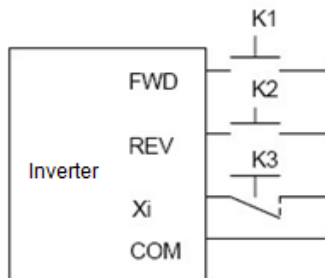 K1
FWD
K2
REV
K3
Inverter
Xi
COM